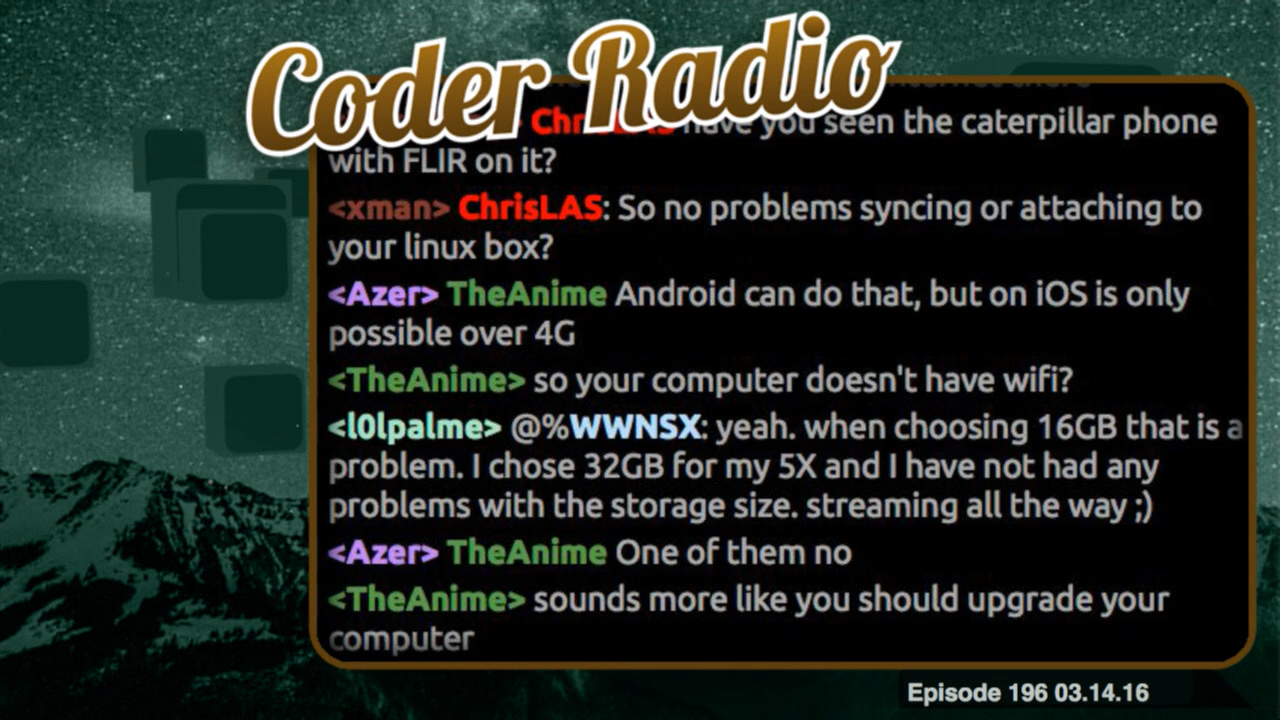 Coder Radio
have you seen the caterpillar phone
with FLIR on it?
<xman> ChrisLAS: So no problems syncing or attaching to
your linux box?
<Azer> TheAnime Android can do that, but on iOS is only
possible over 4G
<TheAnime> so your computer doesn't have wifi?
<l0lpalme> @%WWNSX: yeah. when choosing 16GB that is a
problem. I chose 32GB for my 5X and I have not had any
problems with the storage size. streaming all the way ;)
<Azer> TheAnime One of them no
<TheAnime> sounds more like you should upgrade your
computer
Episode 196 03.14.16